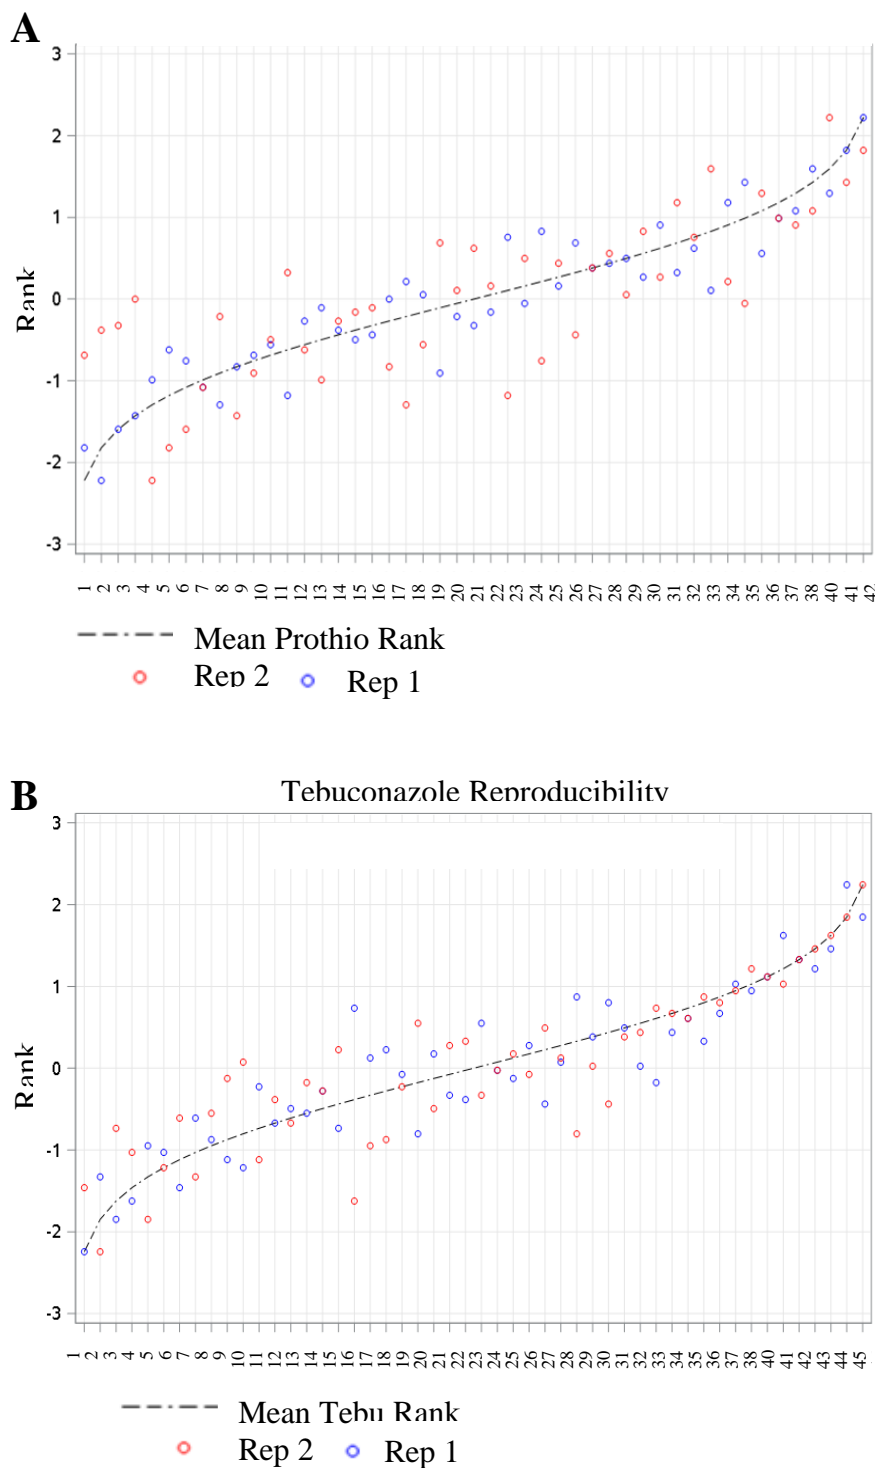 A
3
2
1
0
-1
-2
-3
Rank
1 2 3 4 5 6 7 8 9 10 11 12 13 14 15 16 17 18 19 20 21 22 23 24 25 26 27 28 29 30 31 32 33 34 35 36 37 38 40 41 42
Mean Prothio Rank
Rep 2 Rep 1
B
Tebuconazole Reproducibility
3
2
1
0
-1
-2
-3
Rank
1 2 3 4 5 6 7 8 9 10 11 12 13 14 15 16 17 18 19 20 21 22 23 24 25 26 27 28 29 30 31 32 33 34 35 36 37 38 40 41 42 43 44 45
Mean Tebu Rank
Rep 2 Rep 1